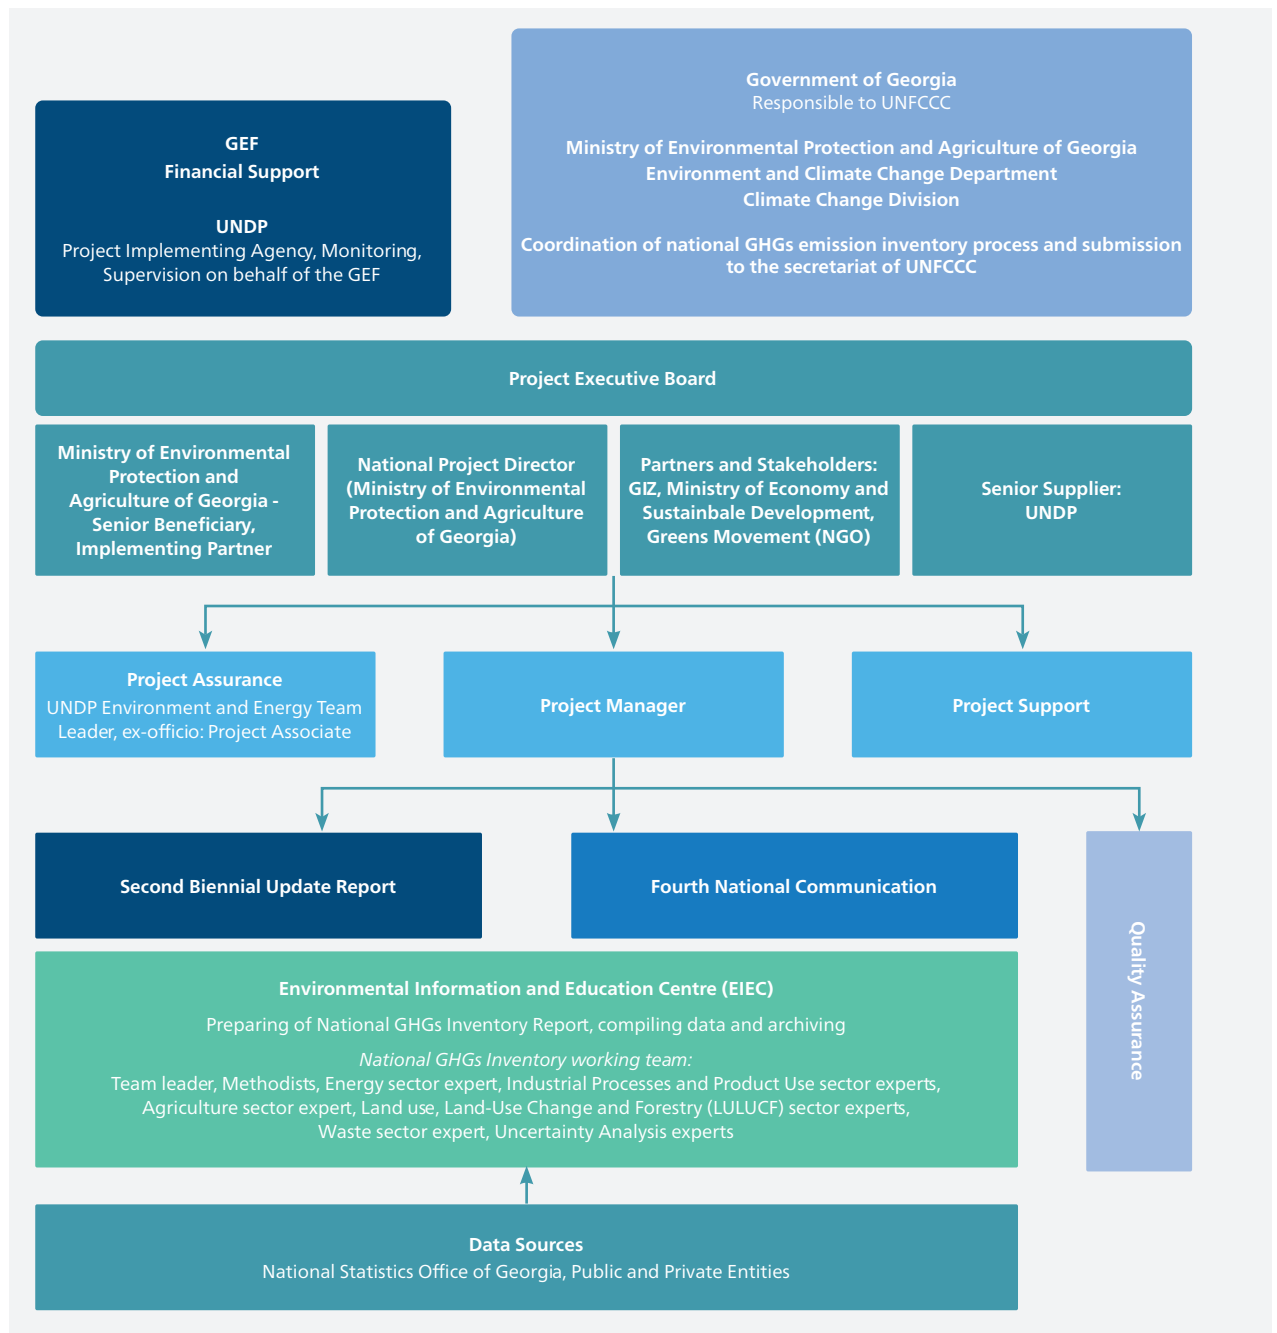 GEF
Financial Support
UNDP
Project Implementing Agency, Monitoring,
Supervision on behalf of the GEF
Government of Georgia
Responsible to UNFCCC
Ministry of Environmental Protection and Agriculture of Georgia
Environment and Climate Change Department
Climate Change Division
Coordination of national GHGs emission inventory process and submission
to the secretariat of UNFCCC
Project Executive Board
Ministry of Environmental
Protection and
Agriculture of Georgia -
Senior Beneficiary,
Implementing Partner
National Project Director
(Ministry of Environmental
Protection and Agriculture
of Georgia)
Partners and Stakeholders:
GIZ, Ministry of Economy and
Sustainbale Development,
Greens Movement (NGO)
Senior Supplier:
UNDP
Project Assurance
UNDP Environment and Energy Team
Leader, ex-officio: Project Associate
Project Manager
Project Support
Second Biennial Update Report
Fourth National Communication
Quality Assurance
Environmental Information and Education Centre (EIEC)
Preparing of National GHGs Inventory Report, compiling data and archiving
National GHGs Inventory working team:
Team leader, Methodists, Energy sector expert, Industrial Processes and Product Use sector experts,
Agriculture sector expert, Land use, Land-Use Change and Forestry (LULUCF) sector experts,
Waste sector expert, Uncertainty Analysis experts
Data Sources
National Statistics Office of Georgia, Public and Private Entities